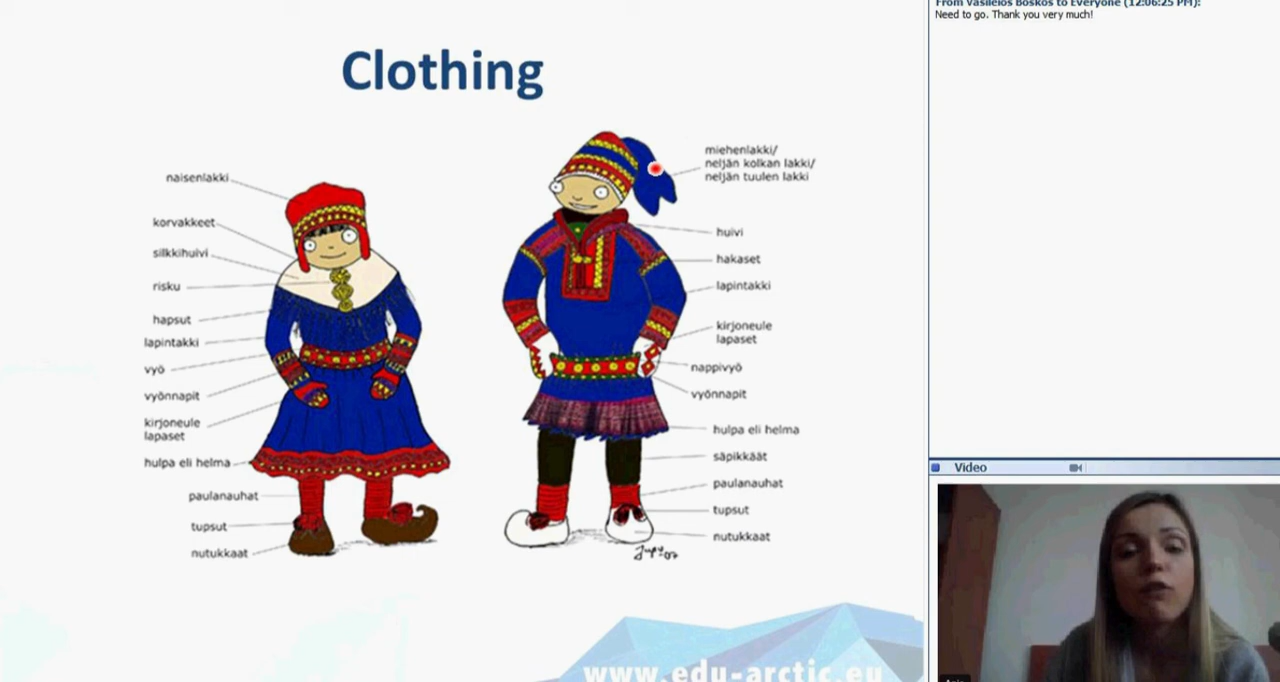 Clothing
naisenlakki
korvakkeet
silkkihuivi
risku
hapsut
lapintakki
vyö
vyönnapit
kirjoneule
lapaset
hulpa eli helma
paulanauhat
tupsut
nutukkaat
miehenlakki/
neljän kolkan lakki/
neljän tuulen lakki
huivi
hakaset
lapintakki
kirjoneule
lapaset
nappivyö
vyönnapit
hulpa eli helma
säpikkäät
paulanauhat
tupsut
nutukkaat
www.edu-arctic.eu
From Vasileios Boskos to Everyone (12:06:25 PM):
Need to go. Thank you very much!
Video